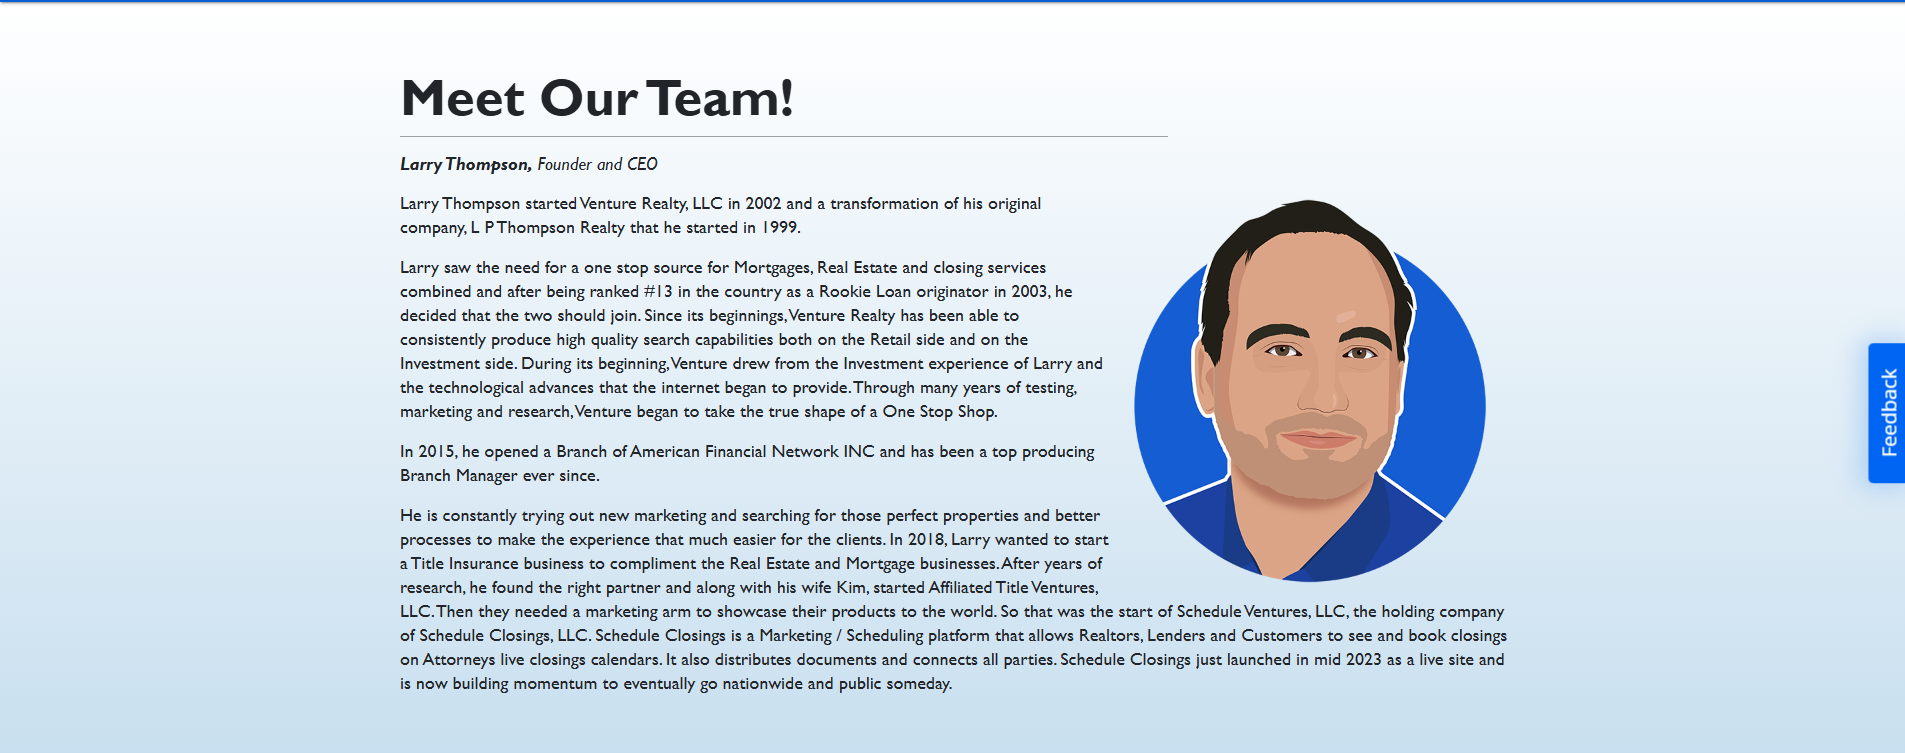 Meet Our Team!
Larry Thompson, Founder and CEO
Larry Thompson started Venture Realty, LLC in 2002 and a transformation of his original
company, L P Thompson Realty that he started in 1999.
Larry saw the need for a one stop source for Mortgages, Real Estate and closing services
combined and after being ranked #13 in the country as a Rookie Loan originator in 2003, he
decided that the two should join. Since its beginnings, Venture Realty has been able to
consistently produce high quality search capabilities both on the Retail side and on the
Investment side. During its beginning, Venture drew from the Investment experience of Larry and
the technological advances that the internet began to provide. Through many years of testing,
marketing and research, Venture began to take the true shape of a One Stop Shop.
In 2015, he opened a Branch of American Financial Network INC and has been a top producing
Branch Manager ever since.
He is constantly trying out new marketing and searching for those perfect properties and better
processes to make the experience that much easier for the clients. In 2018, Larry wanted to start
a Title Insurance business to compliment the Real Estate and Mortgage businesses. After years of
research, he found the right partner and along with his wife Kim, started Affiliated Title Ventures,
LLC. Then they needed a marketing arm to showcase their products to the world. So that was the start of Schedule Ventures, LLC, the holding company
of Schedule Closings, LLC. Schedule Closings is a Marketing / Scheduling platform that allows Realtors, Lenders and Customers to see and book closings
on Attorneys live closings calendars. It also distributes documents and connects all parties. Schedule Closings just launched in mid 2023 as a live site and
is now building momentum to eventually go nationwide and public someday.
Feedback